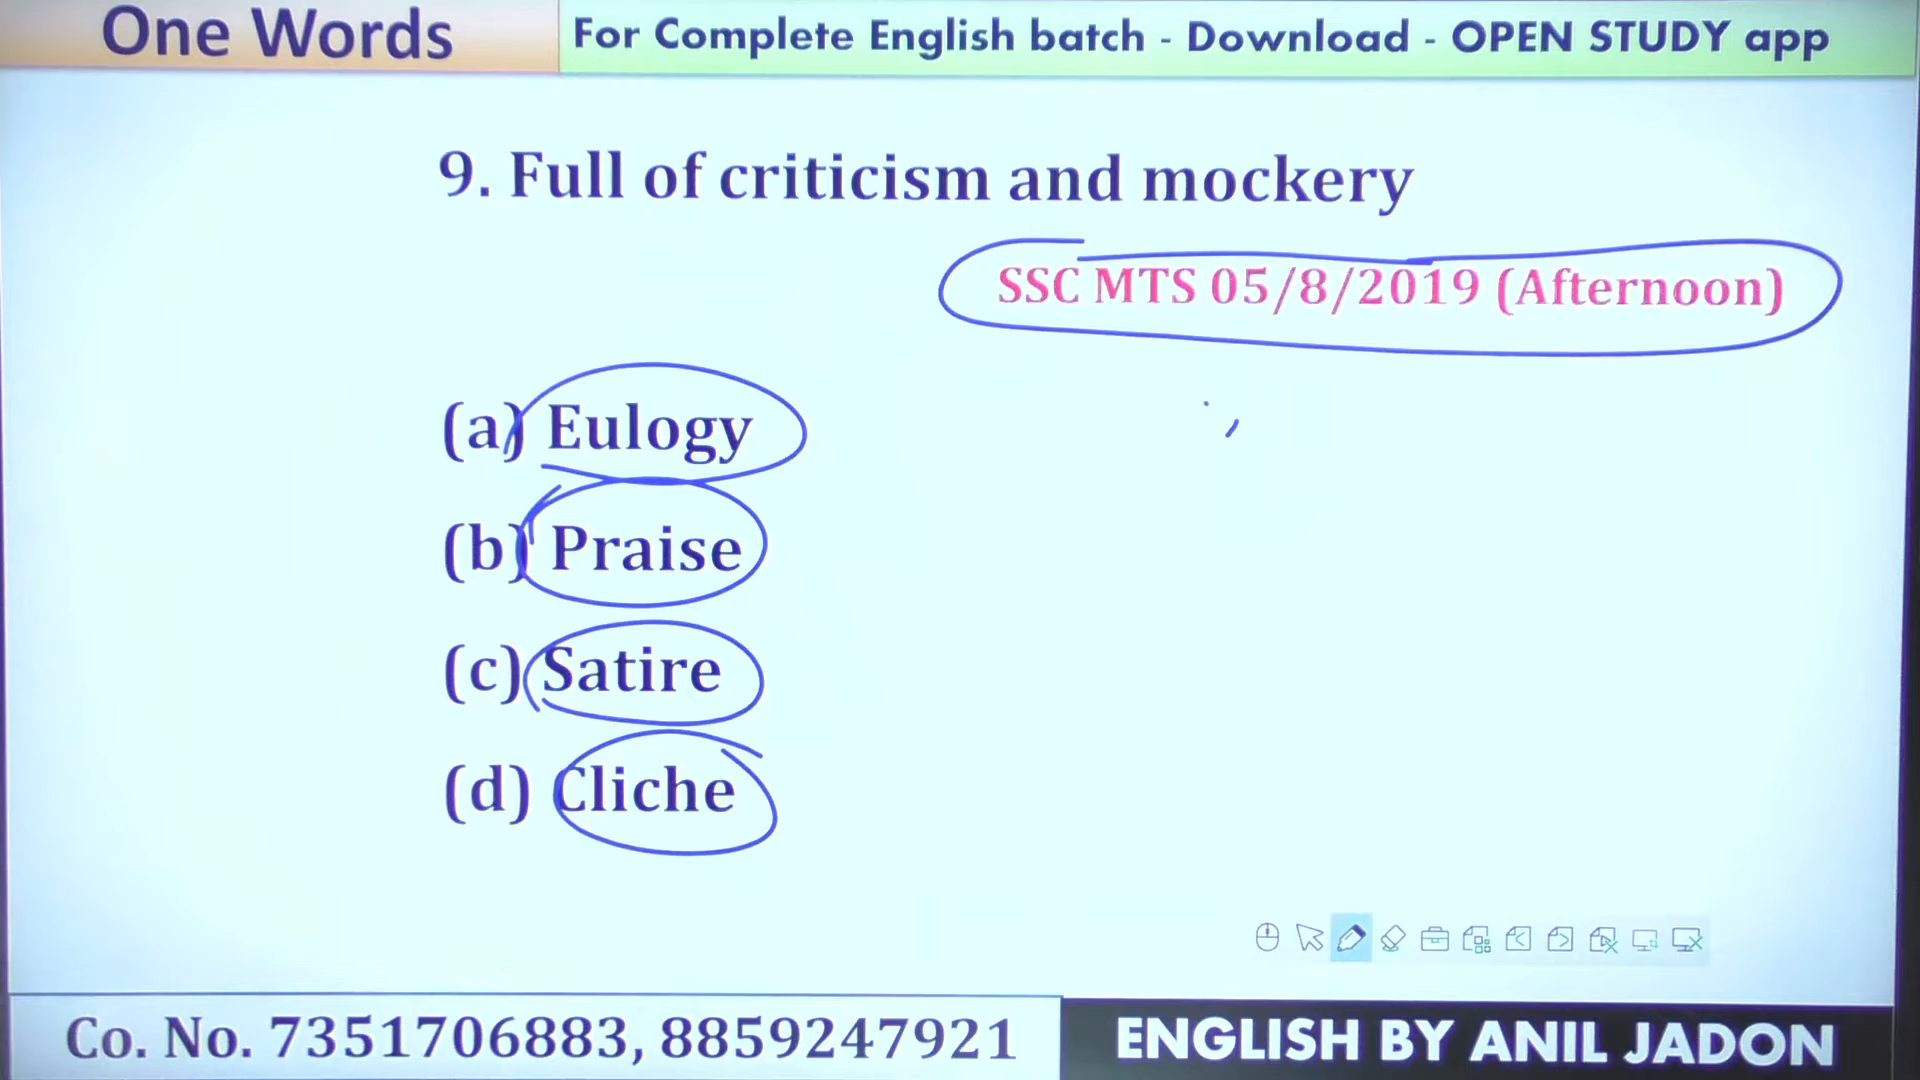 One Words
For Complete English batch - Download - OPEN STUDY app
9. Full of criticism and mockery
SSC MTS 05/8/2019 (Afternoon)
(a) Eulogy
(b) Praise
(c) Satire
(d) Cliche
Co. No. 7351706883, 8859247921
ENGLISH BY ANIL JADON